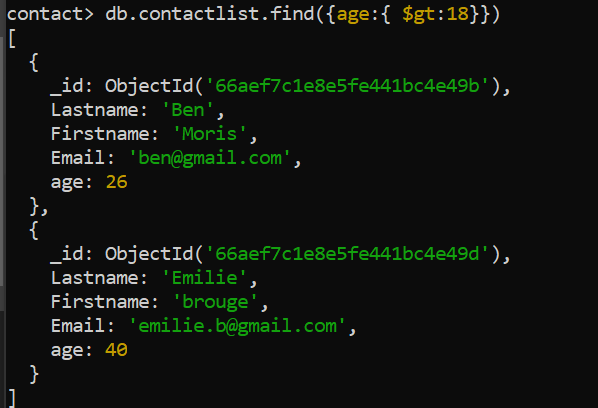 contact> db.contactlist.find({age:{ $gt:18}})
[
  {
    _id: ObjectId('66aef7c1e8e5fe441bc4e49b'),
    Lastname: 'Ben',
    Firstname: 'Moris',
    Email: 'ben@gmail.com',
    age: 26
  },
  {
    _id: ObjectId('66aef7c1e8e5fe441bc4e49d'),
    Lastname: 'Emilie',
    Firstname: 'brouge',
    Email: 'emilie.b@gmail.com',
    age: 40
  }
]